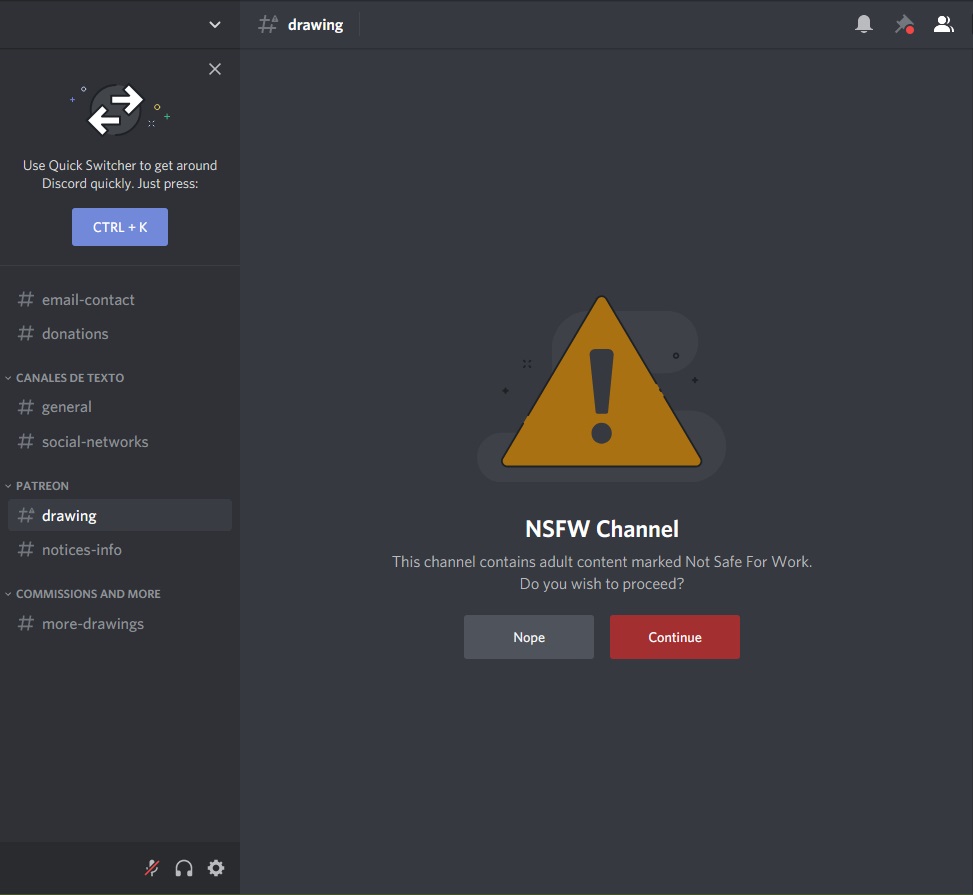 drawing
Use Quick Switcher to get around
Discord quickly. Just press:
CTRL + K
email-contact
donations
CANALES DE TEXTO
general
social-networks
PATREON
drawing
notices-info
COMMISSIONS AND MORE
more-drawings
NSFW Channel
This channel contains adult content marked Not Safe For Work.
Do you wish to proceed?
Nope
Continue